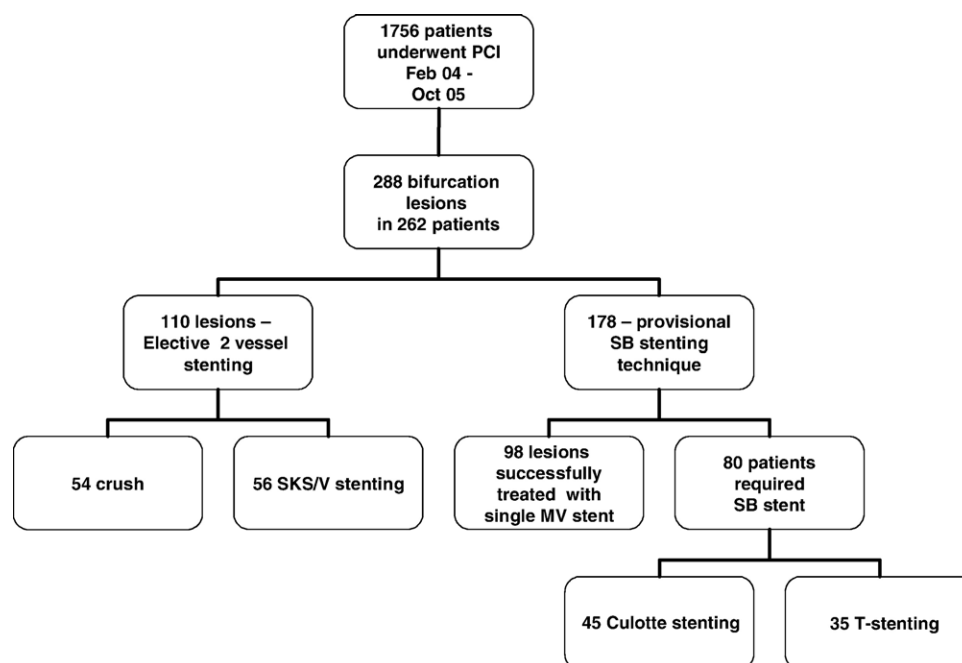 1756 patients
underwent PCI
Feb 04 -
Oct 05
288 bifurcation
lesions
in 262 patients
110 lesions –
Elective 2 vessel
stenting
178 – provisional
SB stenting
technique
54 crush
56 SKS/V stenting
98 lesions
successfully
treated with
single MV stent
80 patients
required
SB stent
45 Culotte stenting
35 T-stenting